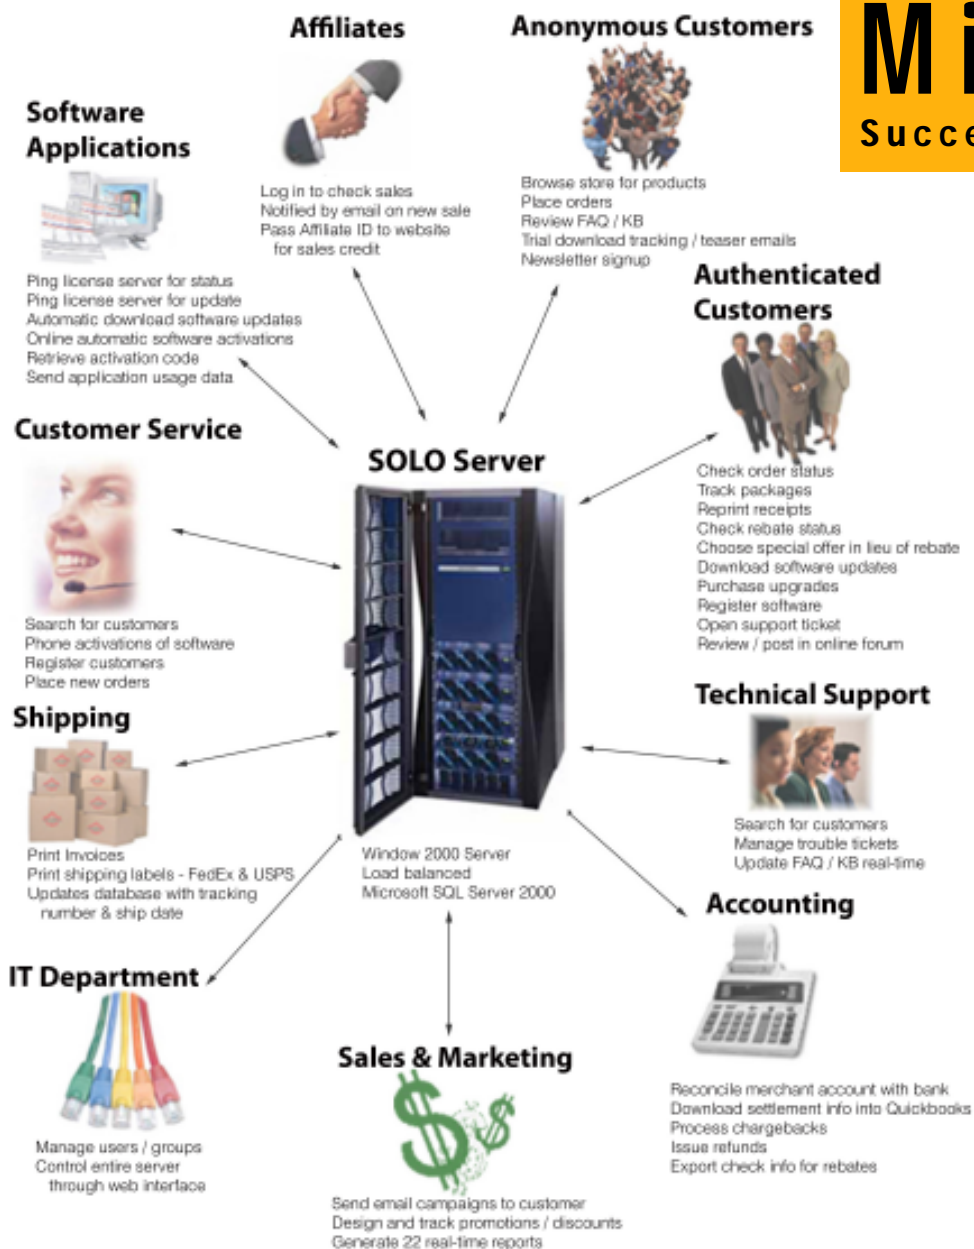 Affiliates
Log in to check sales
Notified by email on new sale
Pass Affiliate ID to website
for sales credit
Anonymous Customers
Browse store for products
Place orders
Review FAQ / KB
Trial download tracking / teaser emails
Newsletter signup
Mi
Succe
Software
Applications
Ping license server for status
Ping license server for update
Automatic download software updates
Online automatic software activations
Retrieve activation code
Send application usage data
Authenticated
Customers
Check order status
Track packages
Reprint receipts
Check rebate status
Choose special offer in lieu of rebate
Download software updates
Purchase upgrades
Register software
Open support ticket
Review / post in online forum
Customer Service
Search for customers
Phone activations of software
Register customers
Place new orders
SOLO Server
Window 2000 Server
Load balanced
Microsoft SQL Server 2000
Technical Support
Search for customers
Manage trouble tickets
Update FAQ / KB real-time
Shipping
Print Invoices
Print shipping labels - FedEx & USPS
Updates database with tracking
number & ship date
Accounting
Reconcile merchant account with bank
Download settlement info into Quickbooks
Process chargebacks
Issue refunds
Export check info for rebates
IT Department
Manage users / groups
Control entire server
through web interface
Sales & Marketing
Send email campaigns to customer
Design and track promotions / discounts
Generate 22 real-time reports